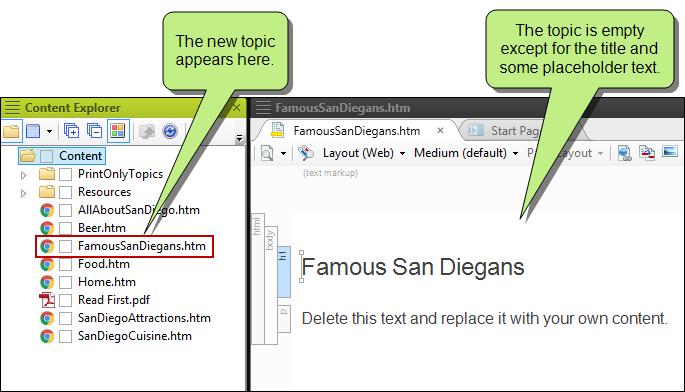 The new topic
appears here.
The topic is empty
except for the title and
some placeholder text.
Content Explorer
FamousSanDiegans.htm
FamousSanDiegans.htm
Start Page
Layout (Web)
Medium (default)
Layout
(text markup)
Content
PrintOnlyTopics
Resources
AllAboutSanDiego.htm
Beer.htm
FamousSanDiegans.htm
Food.htm
Home.htm
Read First.pdf
SanDiegoAttractions.htm
SanDiegoCuisine.htm
html
body
h1
p
Famous San Diegans
Delete this text and replace it with your own content.